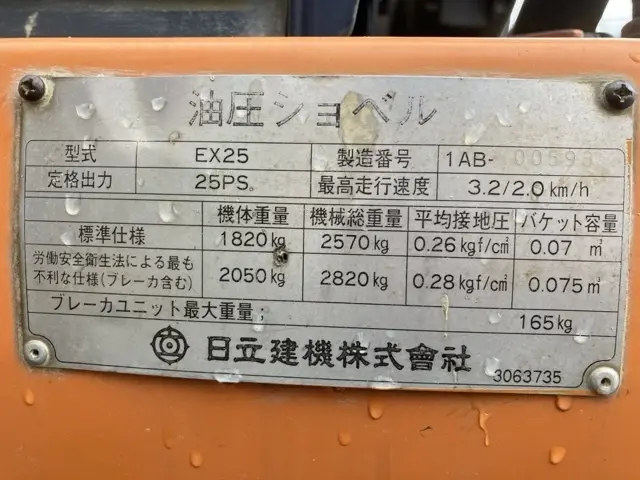 油圧ショベル
型式 EX25 製造番号 1AB-
定格出力 25PS。 最高走行速度 3.2/2.0km/h
機体重量 機械総重量 平均接地圧 バケット容量
標準仕様 1820kg 2570kg 0.26kgf/c㎡ 0.07 ㎥
労働安全衛生法による最も
不利な仕様(ブレーカ含む) 2050kg 2820kg 0.28kgf/c㎡ 0.075㎥
ブレーカユニット最大重量; 165kg
日立建機株式會社
3063735